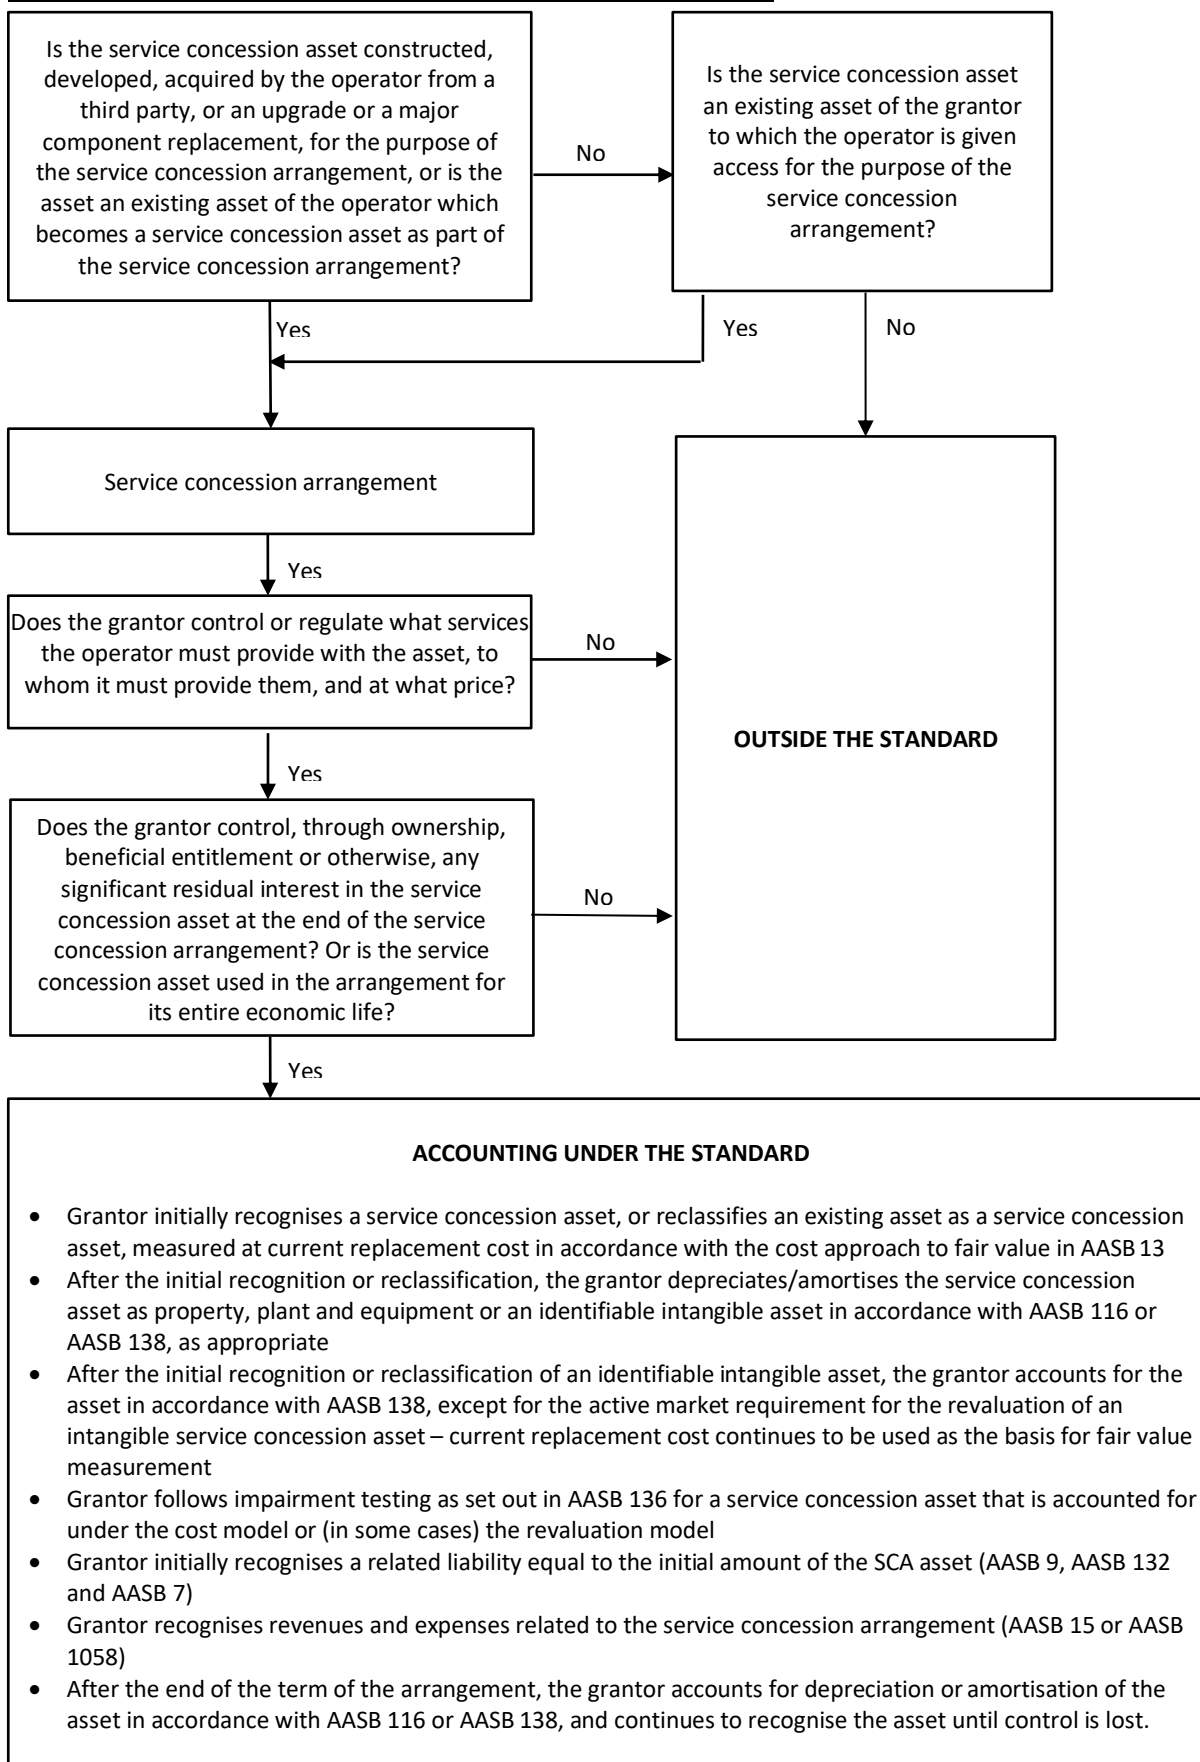 Is the service concession asset constructed,
developed, acquired by the operator from a
third party, or an upgrade or a major
component replacement, for the purpose of
the service concession arrangement, or is the
asset an existing asset of the operator which
becomes a service concession asset as part of
the service concession arrangement?
No
Is the service concession asset
an existing asset of the grantor
to which the operator is given
access for the purpose of the
service concession
arrangement?
Yes
Yes
No
Service concession arrangement
Yes
Does the grantor control or regulate what services
the operator must provide with the asset, to
whom it must provide them, and at what price?
No
OUTSIDE THE STANDARD
Yes
Does the grantor control, through ownership,
beneficial entitlement or otherwise, any
significant residual interest in the service
concession asset at the end of the service
concession arrangement? Or is the service
concession asset used in the arrangement for
its entire economic life?
No
Yes
ACCOUNTING UNDER THE STANDARD
• Grantor initially recognises a service concession asset, or reclassifies an existing asset as a service concession
asset, measured at current replacement cost in accordance with the cost approach to fair value in AASB 13
• After the initial recognition or reclassification, the grantor depreciates/amortises the service concession
asset as property, plant and equipment or an identifiable intangible asset in accordance with AASB 116 or
AASB 138, as appropriate
• After the initial recognition or reclassification of an identifiable intangible asset, the grantor accounts for the
asset in accordance with AASB 138, except for the active market requirement for the revaluation of an
intangible service concession asset – current replacement cost continues to be used as the basis for fair value
measurement
• Grantor follows impairment testing as set out in AASB 136 for a service concession asset that is accounted for
under the cost model or (in some cases) the revaluation model
• Grantor initially recognises a related liability equal to the initial amount of the SCA asset (AASB 9, AASB 132
and AASB 7)
• Grantor recognises revenues and expenses related to the service concession arrangement (AASB 15 or AASB
1058)
• After the end of the term of the arrangement, the grantor accounts for depreciation or amortisation of the
asset in accordance with AASB 116 or AASB 138, and continues to recognise the asset until control is lost.